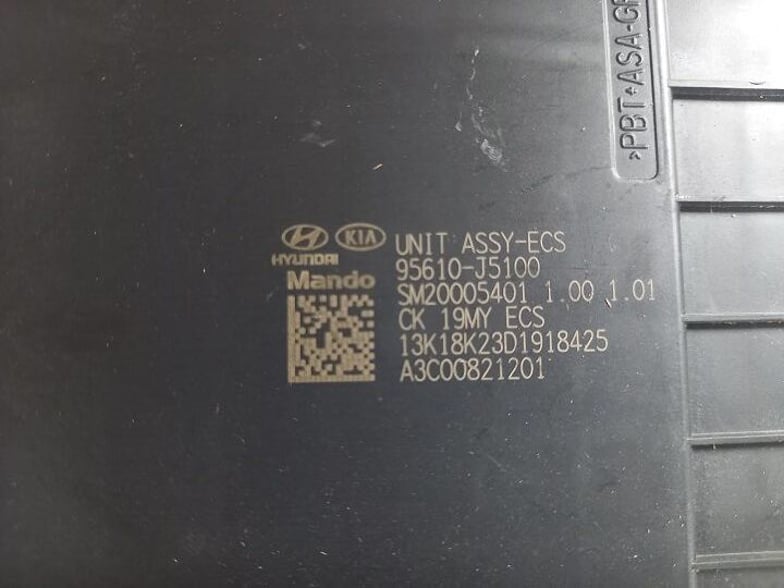 >PBT+ASA-GF
HYUNDAI
KIA
Mando
UNIT ASSY-ECS
95610-J5100
SM20005401 1.00 1.01
CK 19MY ECS
13K18K23D1918425
A3C00821201